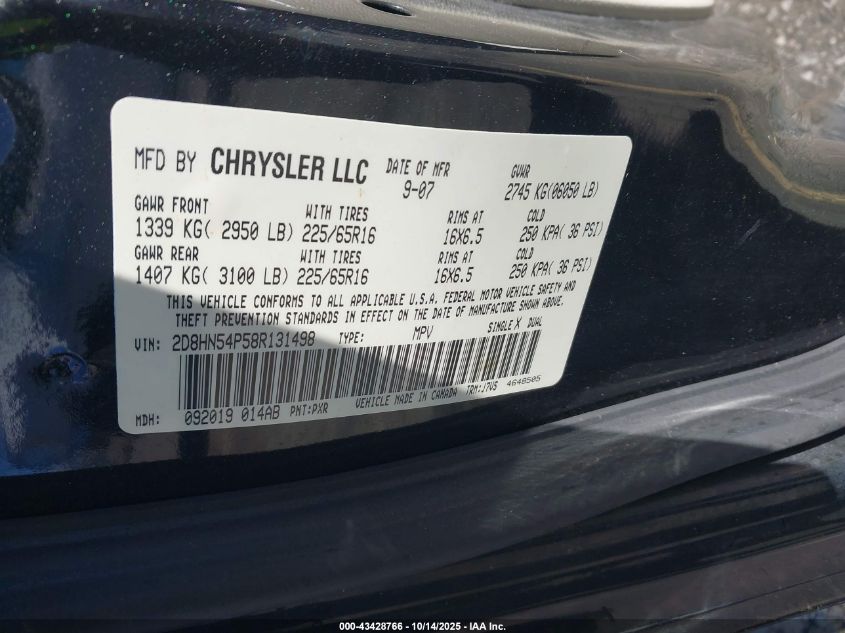 MFD BY CHRYSLER LLC DATE OF MFR GVWR
9-07 2745 KG(06050 LB)
GAWR FRONT WITH TIRES RIMS AT COLD
1339 KG( 2950 LB) 225/65R16 16X6.5 250 KPA( 36 PSI)
GAWR REAR WITH TIRES RIMS AT COLD
1407 KG( 3100 LB) 225/65R16 16X6.5 250 KPA( 36 PSI)
THIS VEHICLE CONFORMS TO ALL APPLICABLE U.S.A. FEDERAL MOTOR VEHICLE SAFETY AND
THEFT PREVENTION STANDARDS IN EFFECT ON THE DATE OF MANUFACTURE SHOWN ABOVE.
VIN: 2D8HN54P58R131498 TYPE: MPV SINGLE X DUAL
MDH: 092019 014AB PNT:PXR VEHICLE MADE IN CANADA TRM:J7V5 4648505
000-43428766 - 10/14/2025 - IAA Inc.